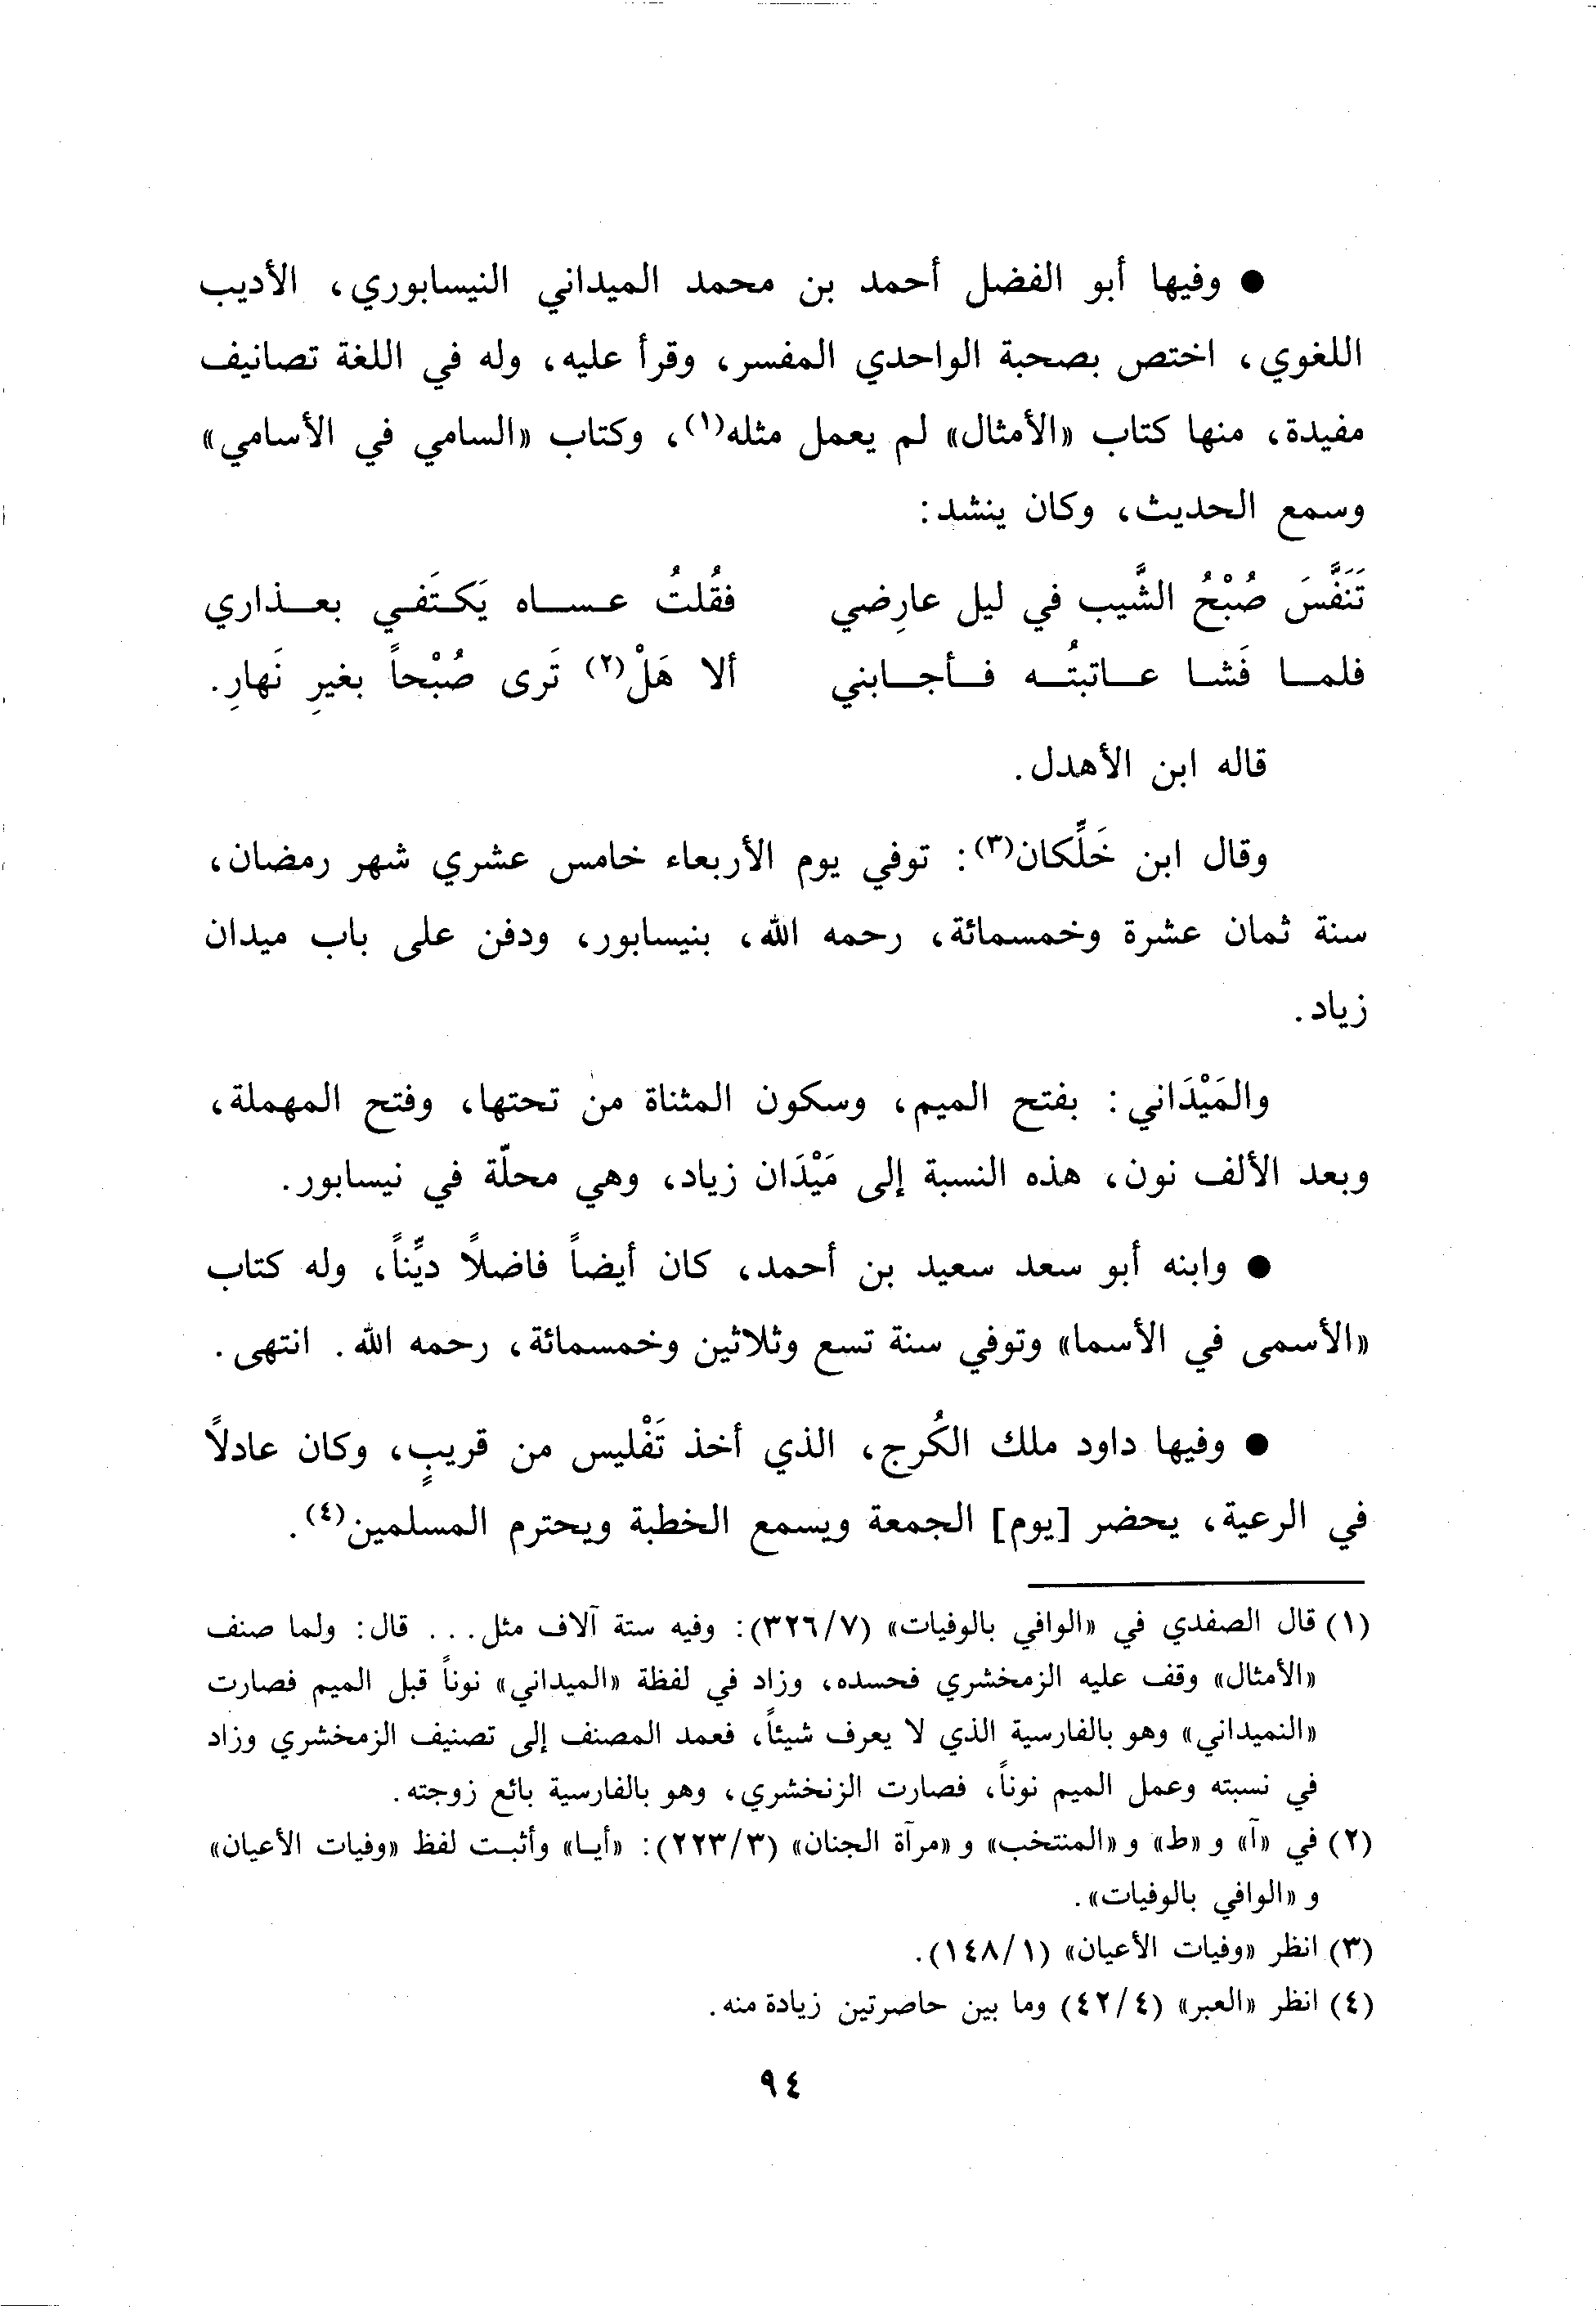 ● وفيها أبو الفضل أحمد بن محمد الميداني النيسابوري، الأديب
اللغوي، اختص بصحبة الواحدي المفسر، وقرأ عليه، وله في اللغة تصانيف
مفيدة، منها كتاب «الأمثال» لم يعمل مثله(١)، وكتاب «السامي في الأسامي»
وسمع الحديث، وكان ينشد:
تَنَفَّسَ صُبْحُ الشَّيب في ليل عارِضي فقُلتُ عساه يَكتَفي بعذاري
فلما فَشا عاتبتُه فأجابني ألا هَلْ(٢) تَرى صُبْحاً بغيرِ نَهارِ.
قاله ابن الأهدل.
وقال ابن خَلِّكان(٣): توفي يوم الأربعاء خامس عشري شهر رمضان،
سنة ثمان عشرة وخمسمائة، رحمه الله، بنيسابور، ودفن على باب ميدان
زياد.
والمَيْدَاني: بفتح الميم، وسكون المثناة من تحتها، وفتح المهملة،
وبعد الألف نون، هذه النسبة إلى مَيْدَان زياد، وهي محلّة في نيسابور.
● وابنه أبو سعد سعيد بن أحمد، كان أيضاً فاضلاً ديِّناً، وله كتاب
«الأسمى في الأسما» وتوفي سنة تسع وثلاثين وخمسمائة، رحمه الله. انتهى.
● وفيها داود ملك الكُرج، الذي أخذ تَفْليس من قريبٍ، وكان عادلاً
في الرعية، يحضر [يوم] الجمعة ويسمع الخطبة ويحترم المسلمين(٤).
(١) قال الصفدي في «الوافي بالوفيات» (٣٢٦/٧): وفيه ستة آلاف مثل... قال: ولما صنف
«الأمثال» وقف عليه الزمخشري فحسده، وزاد في لفظة «الميداني» نوناً قبل الميم فصارت
«النميداني» وهو بالفارسية الذي لا يعرف شيئاً، فعمد المصنف إلى تصنيف الزمخشري وزاد
في نسبته وعمل الميم نوناً، فصارت الزنخشري، وهو بالفارسية بائع زوجته.
(٢) في «آ» و «ط» و «المنتخب» و «مرآة الجنان» (٢٢٣/٣): «أيا» وأثبت لفظ «وفيات الأعيان»
و «الوافي بالوفيات».
(٣) انظر «وفيات الأعيان» (١٤٨/١).
(٤) انظر «العبر» (٤٢/٤) وما بين حاصرتين زيادة منه.
٩٤